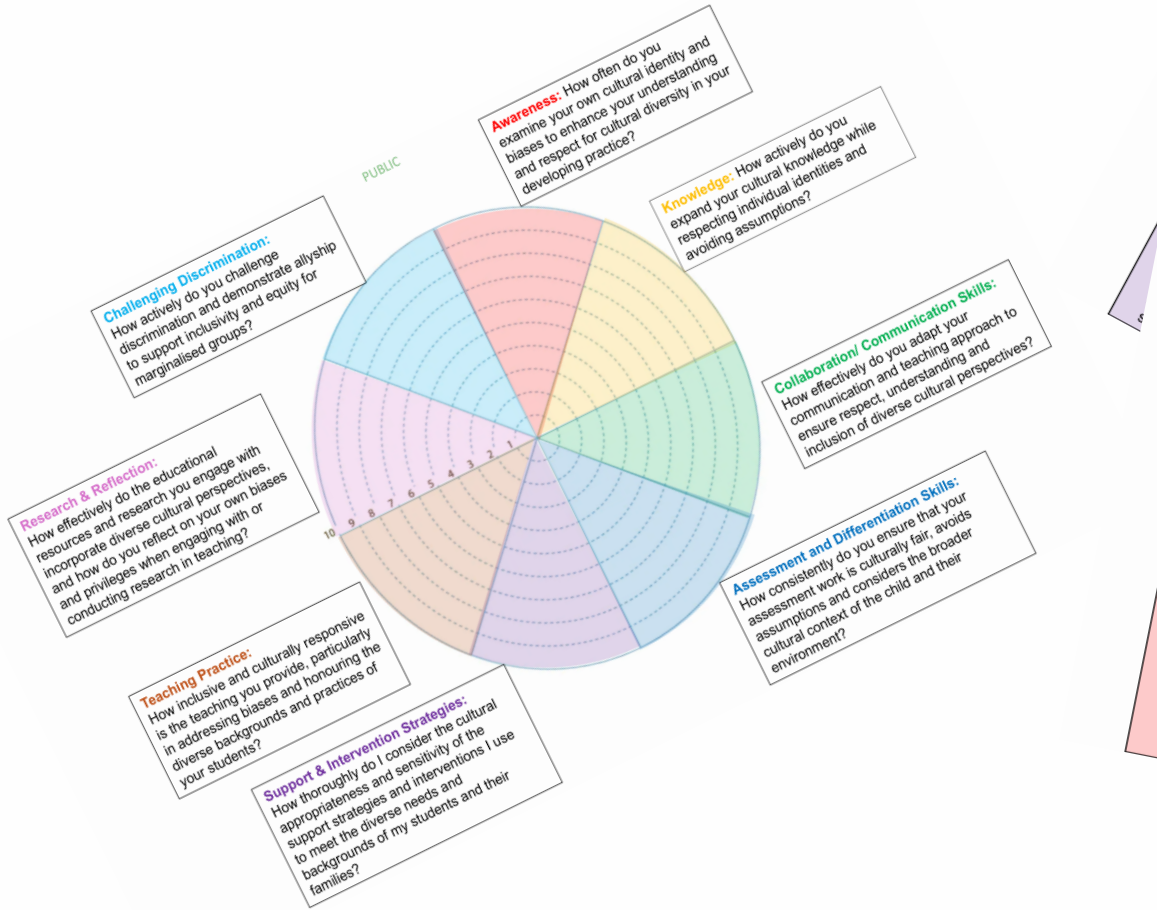 PUBLIC
Awareness: How often do you
examine your own cultural identity and
biases to enhance your understanding
and respect for cultural diversity in your
developing practice?
Knowledge: How actively do you
expand your cultural knowledge while
respecting individual identities and
avoiding assumptions?
Collaboration/ Communication Skills:
How effectively do you adapt your
communication and teaching approach to
ensure respect, understanding and
inclusion of diverse cultural perspectives?
Assessment and Differentiation Skills:
How consistently do you ensure that your
assessment work is culturally fair, avoids
assumptions and considers the broader
cultural context of the child and their
environment?
Support & Intervention Strategies:
How thoroughly do I consider the cultural
appropriateness and sensitivity of the
support strategies and interventions I use
to meet the diverse needs and
backgrounds of my students and their
families?
Teaching Practice:
How inclusive and culturally responsive
is the teaching you provide, particularly
in addressing biases and honouring the
diverse backgrounds and practices of
your students?
Research & Reflection:
How effectively do the educational
resources and research you engage with
incorporate diverse cultural perspectives,
and how do you reflect on your own biases
and privileges when engaging with or
conducting research in teaching?
Challenging Discrimination:
How actively do you challenge
discrimination and demonstrate allyship
to support inclusivity and equity for
marginalised groups?
10 9 8 7 6 5 4 3 2 1